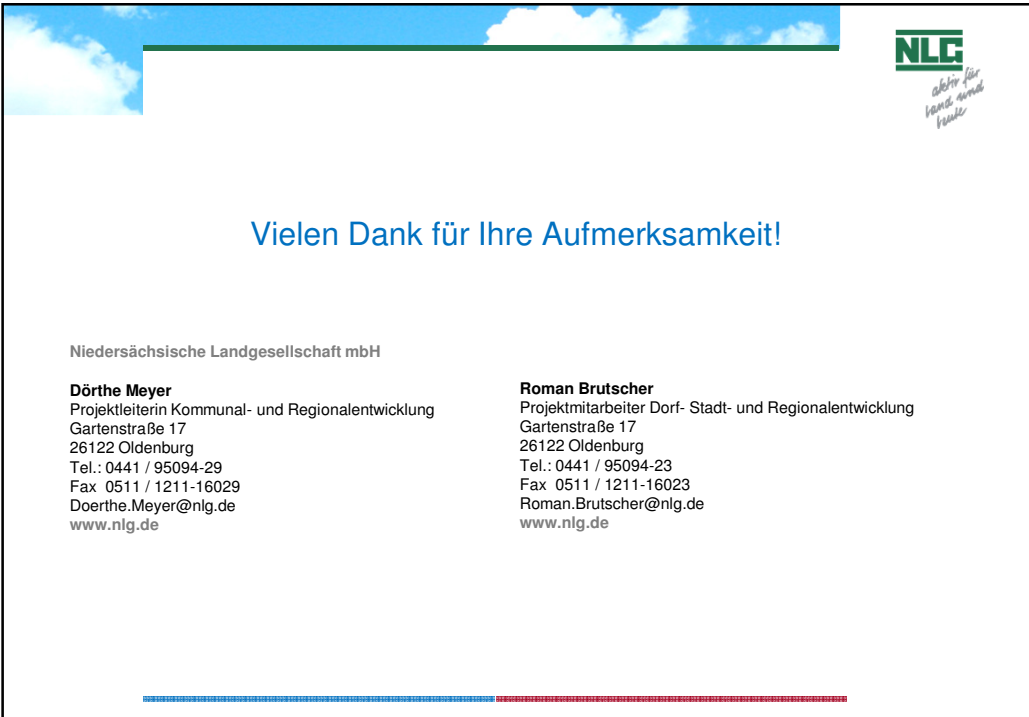 NLG
aktiv für
Land und
Leute
Vielen Dank für Ihre Aufmerksamkeit!
Niedersächsische Landgesellschaft mbH
Dörthe Meyer
Projektleiterin Kommunal- und Regionalentwicklung
Gartenstraße 17
26122 Oldenburg
Tel.: 0441 / 95094-29
Fax 0511 / 1211-16029
Doerthe.Meyer@nlg.de
www.nlg.de
Roman Brutscher
Projektmitarbeiter Dorf- Stadt- und Regionalentwicklung
Gartenstraße 17
26122 Oldenburg
Tel.: 0441 / 95094-23
Fax 0511 / 1211-16023
Roman.Brutscher@nlg.de
www.nlg.de